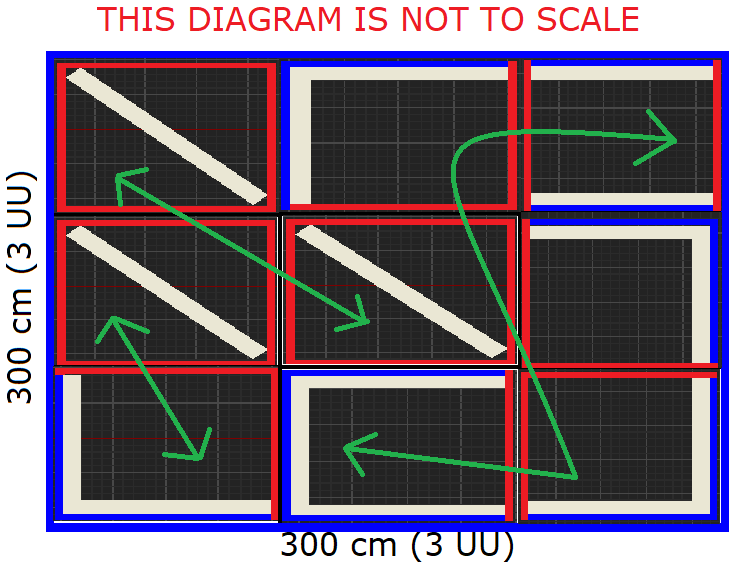 THIS DIAGRAM IS NOT TO SCALE
300 cm (3 UU)
300 cm (3 UU)